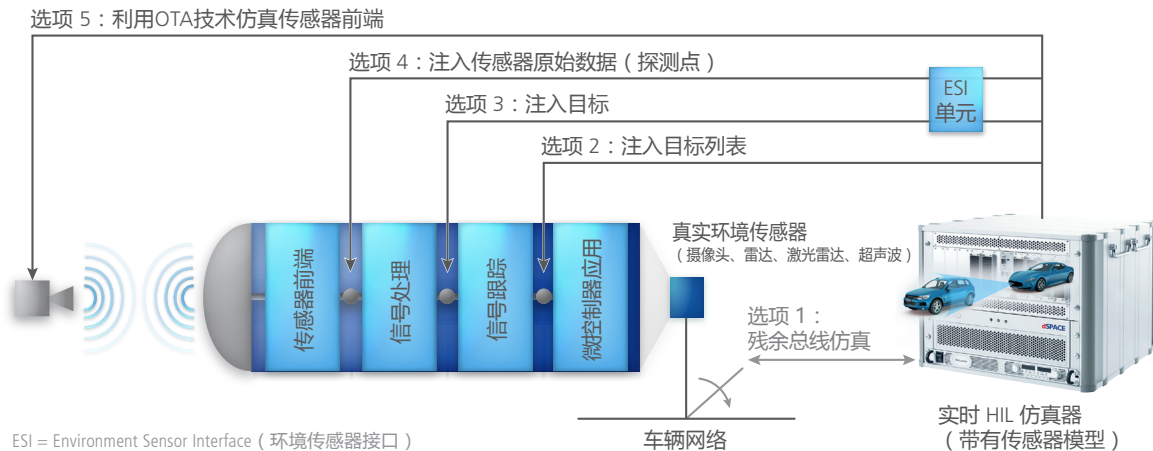 选项 5：利用OTA技术仿真传感器前端
选项 4：注入传感器原始数据（探测点）
选项 3：注入目标
选项 2：注入目标列表
ESI
单元
传感器前端
信号处理
信号跟踪
微控制器应用
真实环境传感器
（摄像头、雷达、激光雷达、超声波）
选项 1：
残余总线仿真
dSPACE
车辆网络
实时 HIL 仿真器
（带有传感器模型）
ESI = Environment Sensor Interface（环境传感器接口）